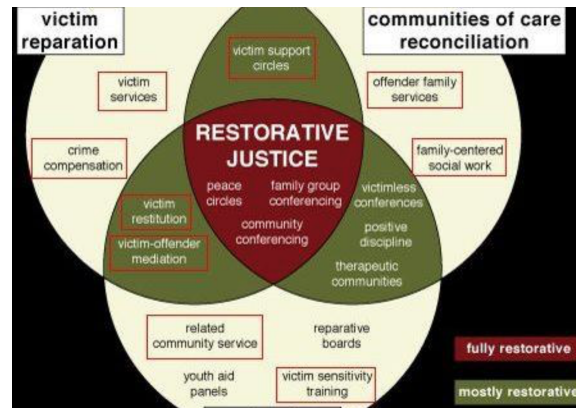 victim
reparation
communities of care
reconciliation
victim support
circles
victim
services
offender family
services
crime
compensation
RESTORATIVE
JUSTICE
family-centered
social work
peace
circles
family group
conferencing
victimless
conferences
victim
restitution
community
conferencing
positive
discipline
victim-offender
mediation
therapeutic
communities
related
community service
reparative
boards
fully restorative
youth aid
panels
victim sensitivity
training
mostly restorative